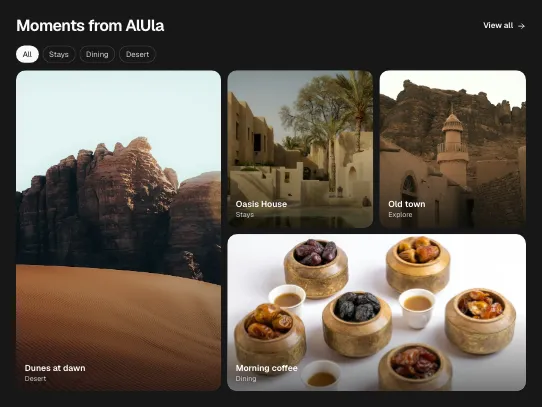 Moments from AlUla
View all →
All
Stays
Dining
Desert
Oasis House
Stays
Old town
Explore
Dunes at dawn
Desert
Morning coffee
Dining